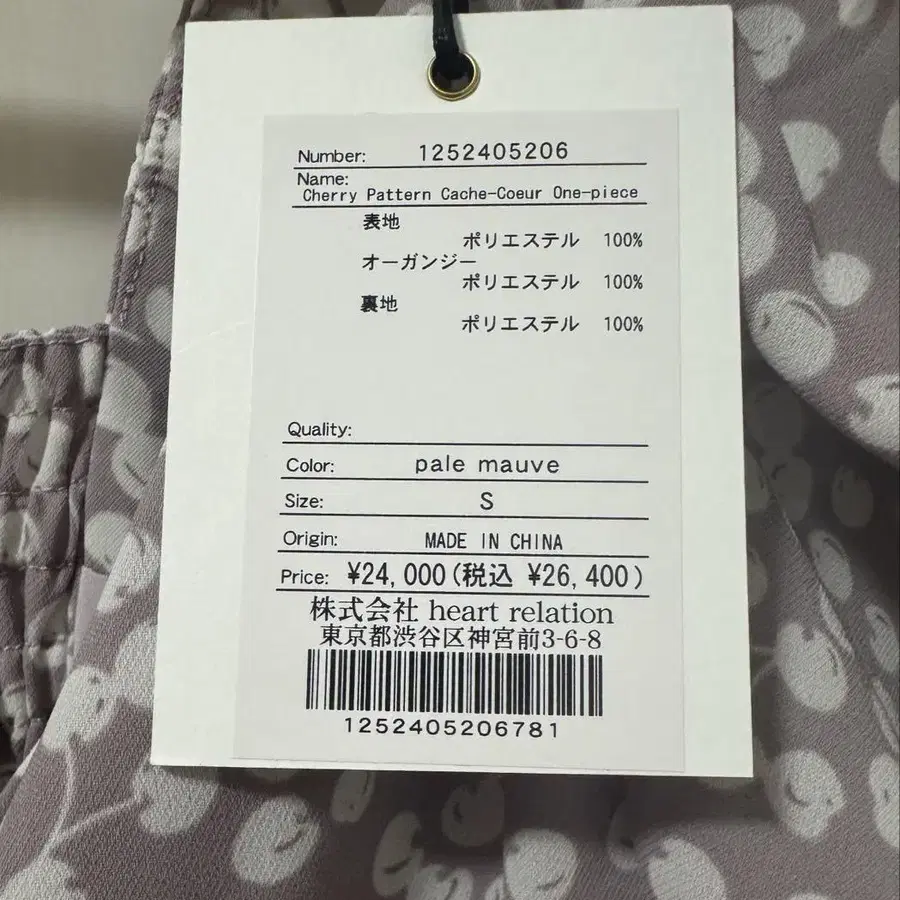 Number: 1252405206
Name:
Cherry Pattern Cache-Coeur One-piece
表地
ポリエステル 100%
オーガンジー
ポリエステル 100%
裏地
ポリエステル 100%
Quality:
Color: pale mauve
Size: S
Origin: MADE IN CHINA
Price: ¥24,000(税込 ¥26,400)
株式会社 heart relation
東京都渋谷区神宮前3-6-8
1252405206781